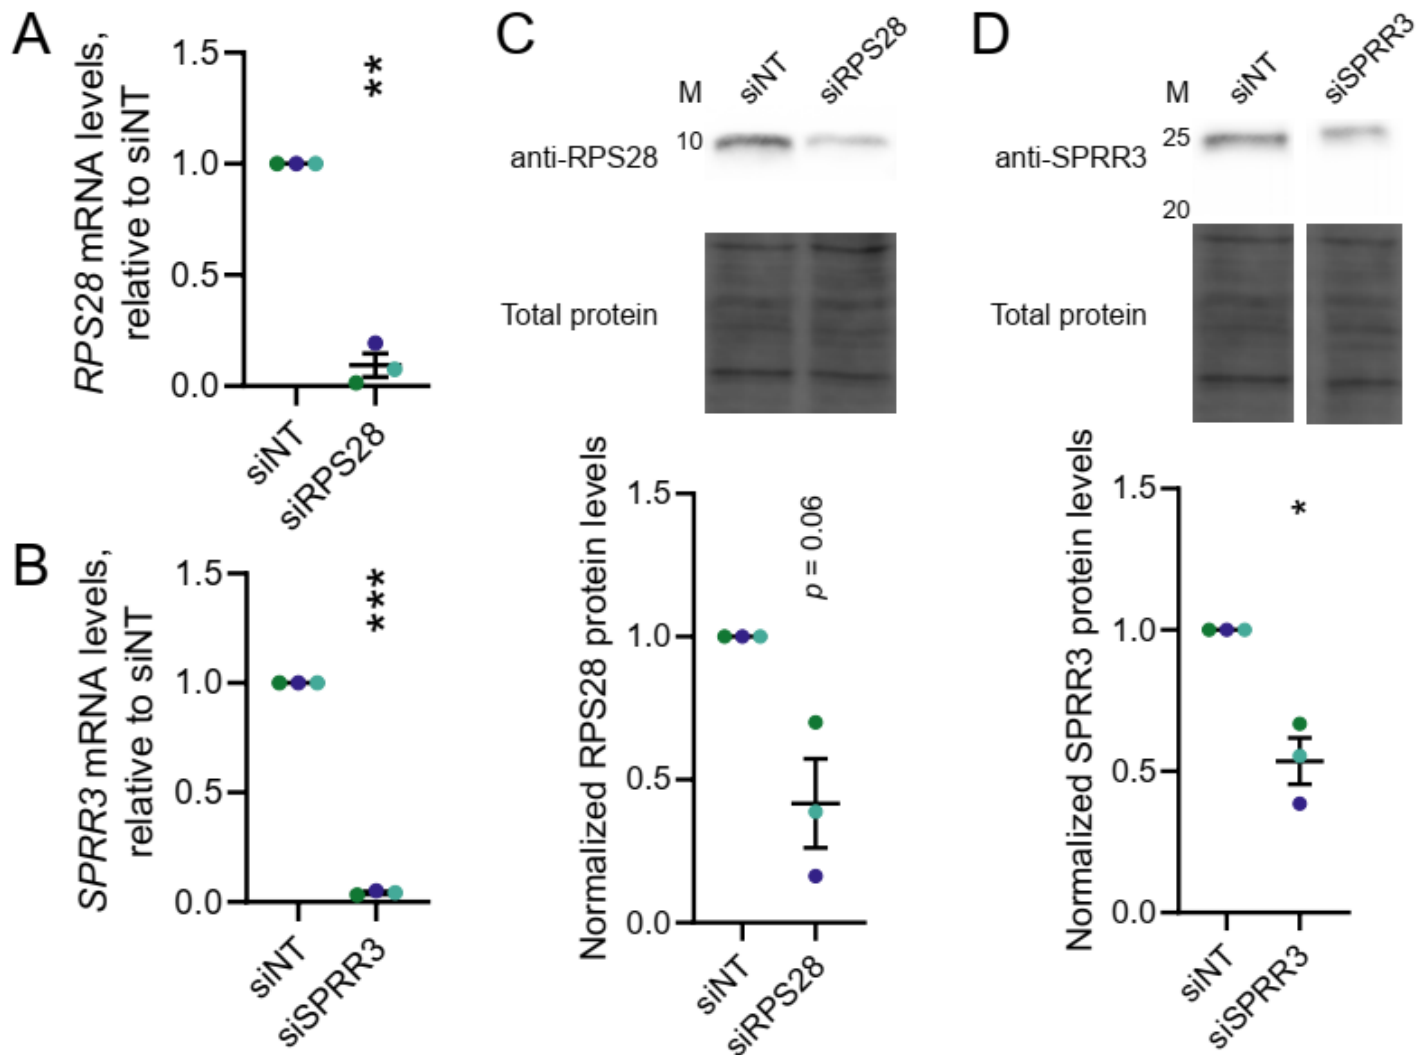 A
RPS28 mRNA levels,
relative to siNT
1.5
1.0
0.5
0.0
**
siNT
siRPS28
B
SPRR3 mRNA levels,
relative to siNT
1.5
1.0
0.5
0.0
***
siNT
siSPRR3
C
M
siNT
siRPS28
10
anti-RPS28
Total protein
Normalized RPS28 protein levels
1.5
1.0
0.5
0.0
p = 0.06
siNT
siRPS28
D
M
siNT
siSPRR3
25
anti-SPRR3
20
Total protein
Normalized SPRR3 protein levels
1.5
1.0
0.5
0.0
*
siNT
siSPRR3